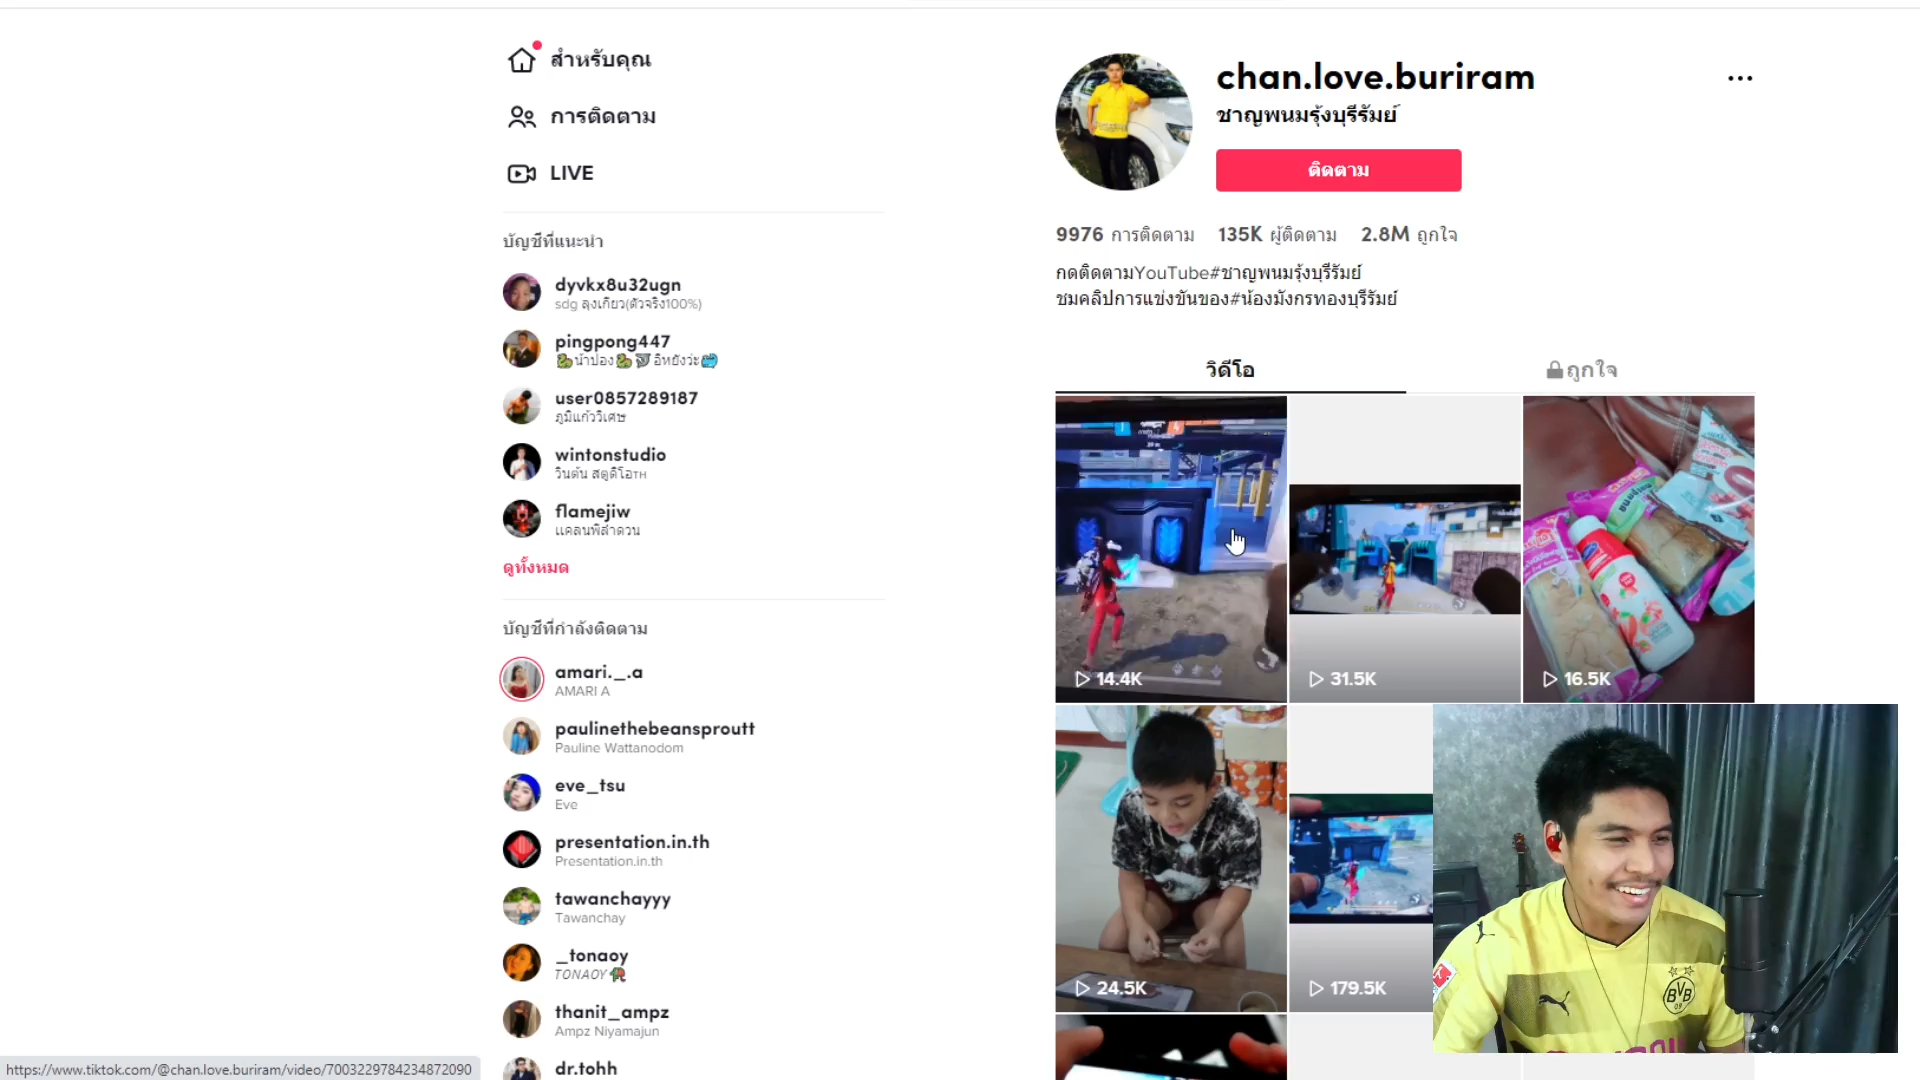 สำหรับคุณ
การติดตาม
LIVE
บัญชีที่แนะนำ
dyvkx8u32ugn
sdg ลุงเกียว(ตัวจริง100%)
pingpong447
🐉น้าปอง🐉อิหยังว่ะ
user0857289187
ภูมิแก้ววิเศษ
wintonstudio
วินตัน สตูดิโอTH
flamejiw
แคลนพิลำดวน
ดูทั้งหมด
บัญชีที่กำลังติดตาม
amari._.a
AMARI A
paulinethebeansproutt
Pauline Wattanodom
eve_tsu
Eve
presentation.in.th
Presentation.in.th
tawanchayyy
Tawanchay
_tonaoy
TONAOY
thanit_ampz
Ampz Niyamajun
dr.tohh
chan.love.buriram
ชาญพนมรุ้งบุรีรัมย์
ติดตาม
9976 การติดตาม 135K ผู้ติดตาม 2.8M ถูกใจ
กดติดตามYouTube#ชาญพนมรุ้งบุรีรัมย์
ชมคลิปการแข่งขันของ#น้องมังกรทองบุรีรัมย์
วิดีโอ ถูกใจ
14.4K 31.5K 16.5K
24.5K 179.5K
BVB
09
https://www.tiktok.com/@chan.love.buriram/video/7003229784234872090